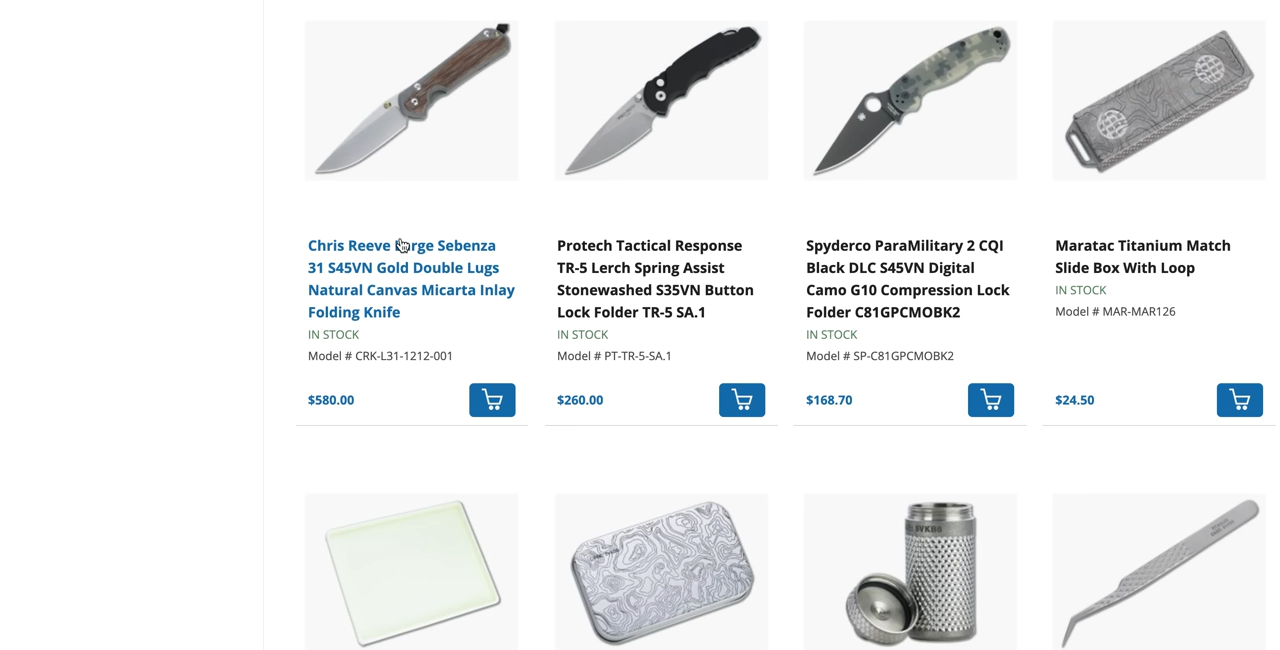 Chris Reeve Large Sebenza
31 S45VN Gold Double Lugs
Natural Canvas Micarta Inlay
Folding Knife
IN STOCK
Model # CRK-L31-1212-001
$580.00
Protech Tactical Response
TR-5 Lerch Spring Assist
Stonewashed S35VN Button
Lock Folder TR-5 SA.1
IN STOCK
Model # PT-TR-5-SA.1
$260.00
Spyderco ParaMilitary 2 CQI
Black DLC S45VN Digital
Camo G10 Compression Lock
Folder C81GPCMOBK2
IN STOCK
Model # SP-C81GPCMOBK2
$168.70
Maratac Titanium Match
Slide Box With Loop
IN STOCK
Model # MAR-MAR126
$24.50